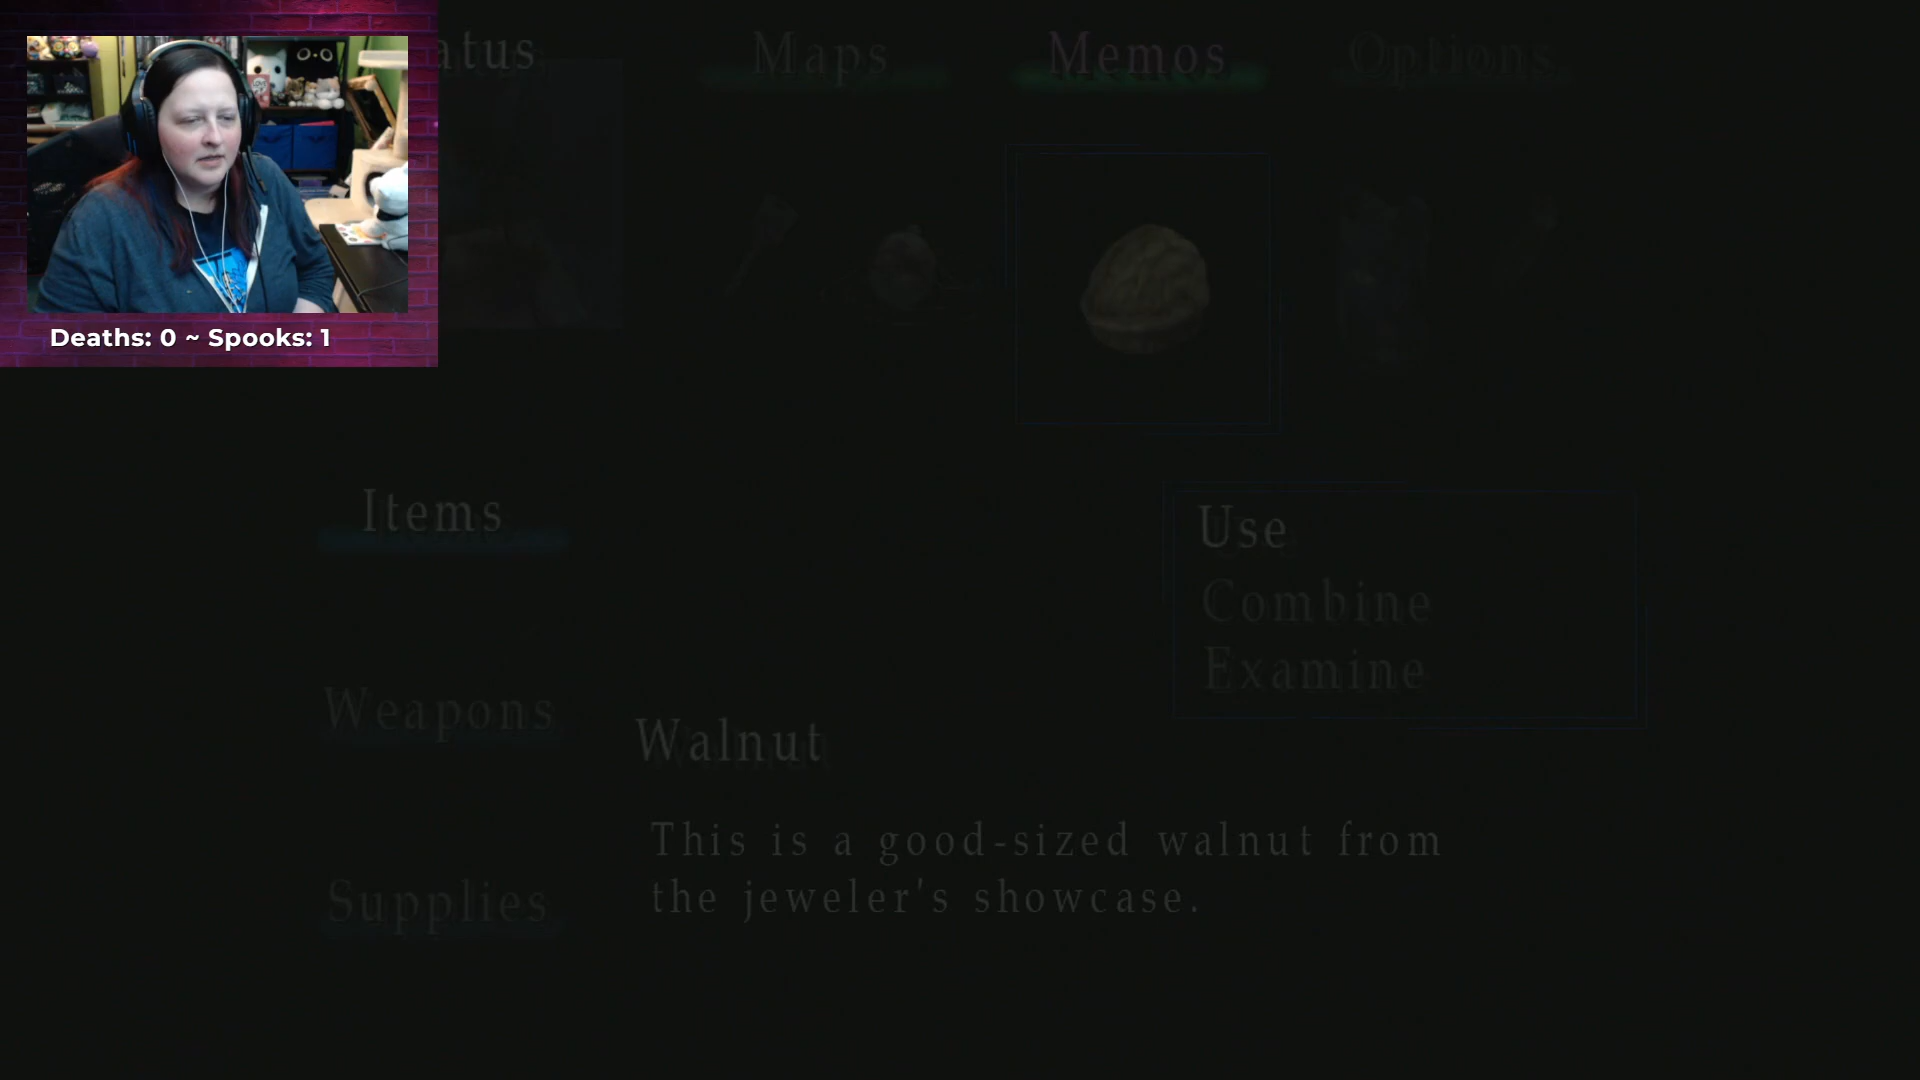 atus
Maps
Memos
Options
Deaths: 0 ~ Spooks: 1
Items
Use
Combine
Examine
Weapons
Walnut
This is a good-sized walnut from
the jeweler's showcase.
Supplies